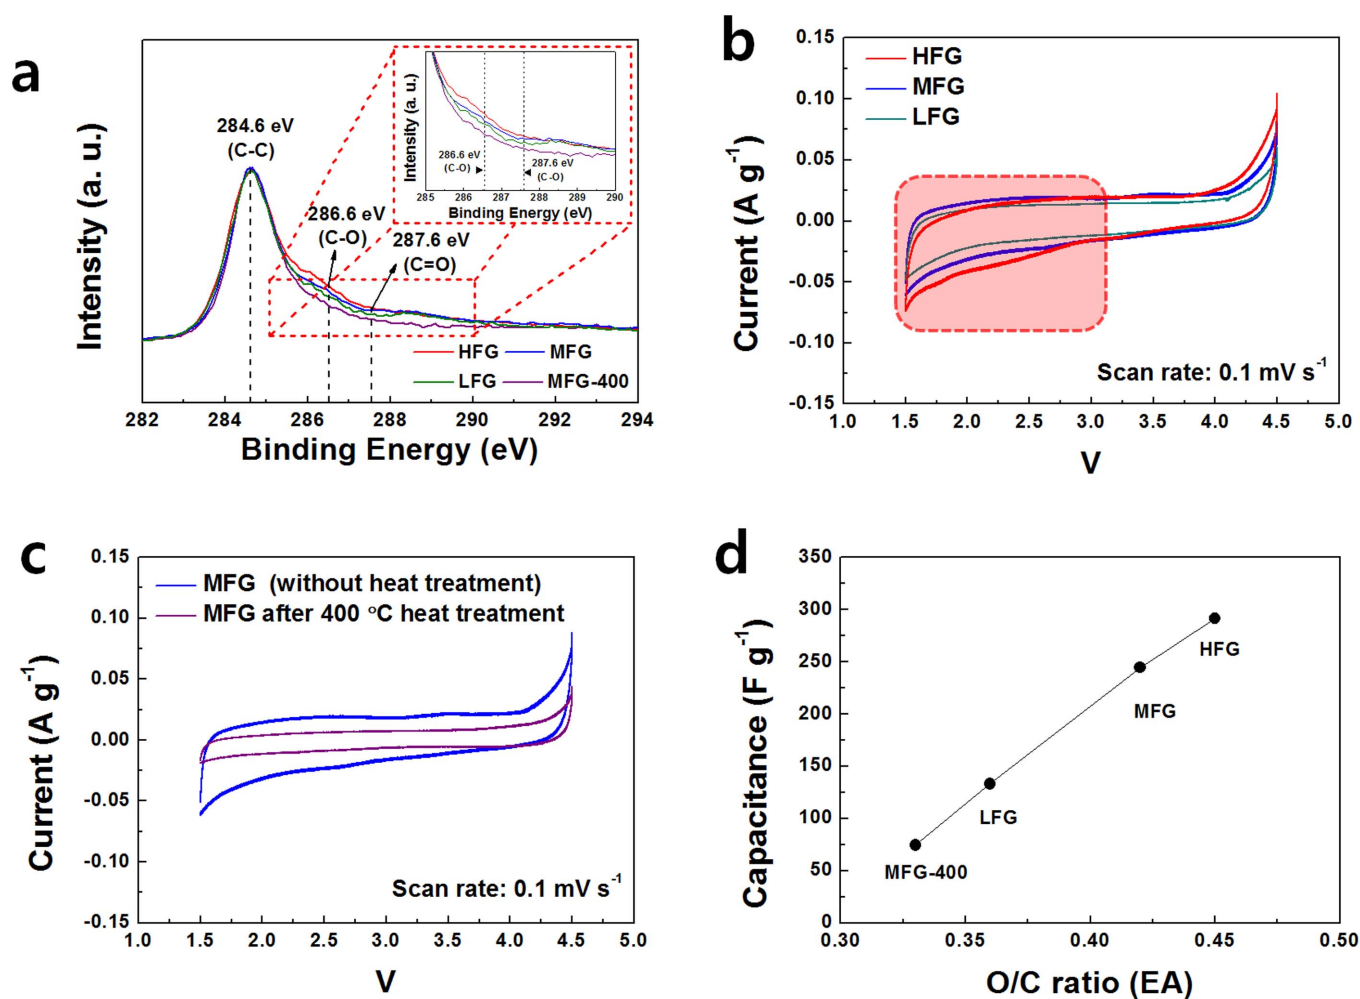 a
Intensity (a. u.)
284.6 eV
(C-C)
286.6 eV
(C-O)
287.6 eV
(C=O)
HFG MFG
LFG MFG-400
282 284 286 288 290 292 294
Binding Energy (eV)
Intensity (a. u.)
286.6 eV
(C-O)
287.6 eV
(C-O)
285 286 287 288 289 290
Binding Energy (eV)
b
HFG
MFG
LFG
Current (A g-1)
0.15
0.10
0.05
0.00
-0.05
-0.10
-0.15
Scan rate: 0.1 mV s-1
1.0 1.5 2.0 2.5 3.0 3.5 4.0 4.5 5.0
V
c
MFG (without heat treatment)
MFG after 400 °C heat treatment
Current (A g-1)
0.15
0.10
0.05
0.00
-0.05
-0.10
-0.15
Scan rate: 0.1 mV s-1
1.0 1.5 2.0 2.5 3.0 3.5 4.0 4.5 5.0
V
d
Capacitance (F g-1)
350
300
250
200
150
100
50
0
HFG
MFG
LFG
MFG-400
0.30 0.35 0.40 0.45 0.50
O/C ratio (EA)